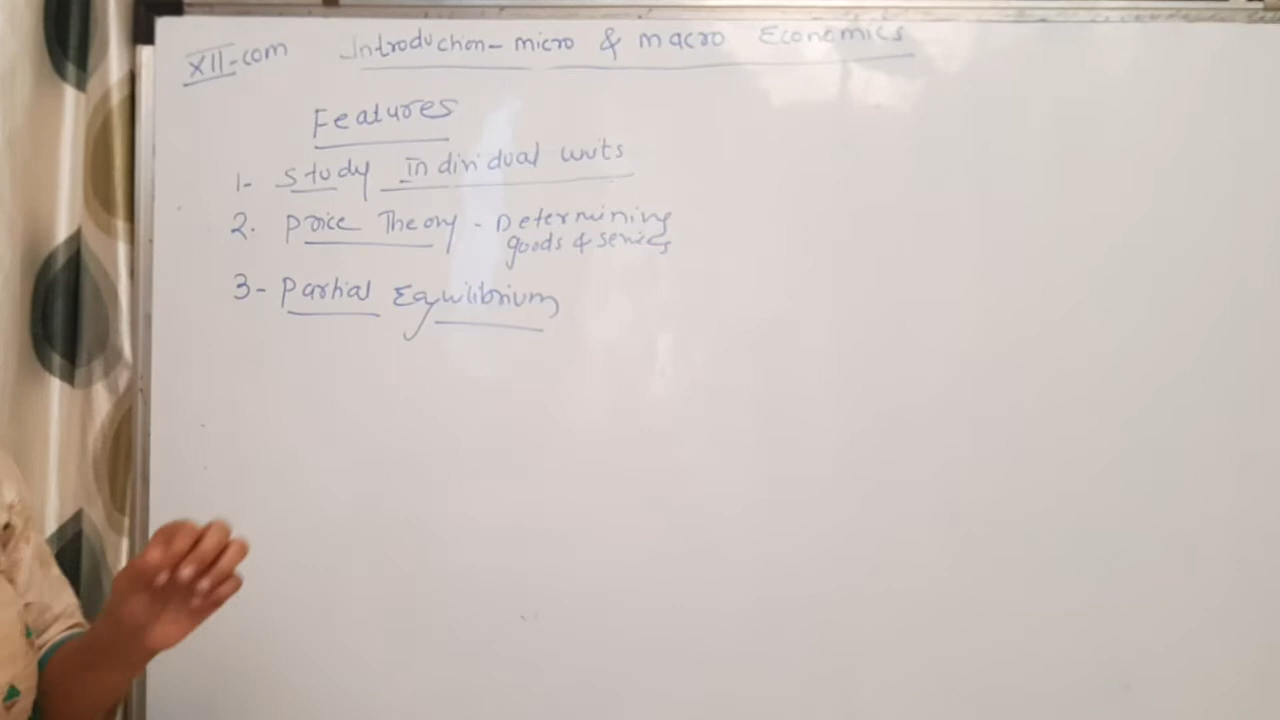 XII-com Introduction- micro & macro Economics
Features
1- Study Individual units
2. Price Theory - Determining
goods & services
3- Partial Equilibrium